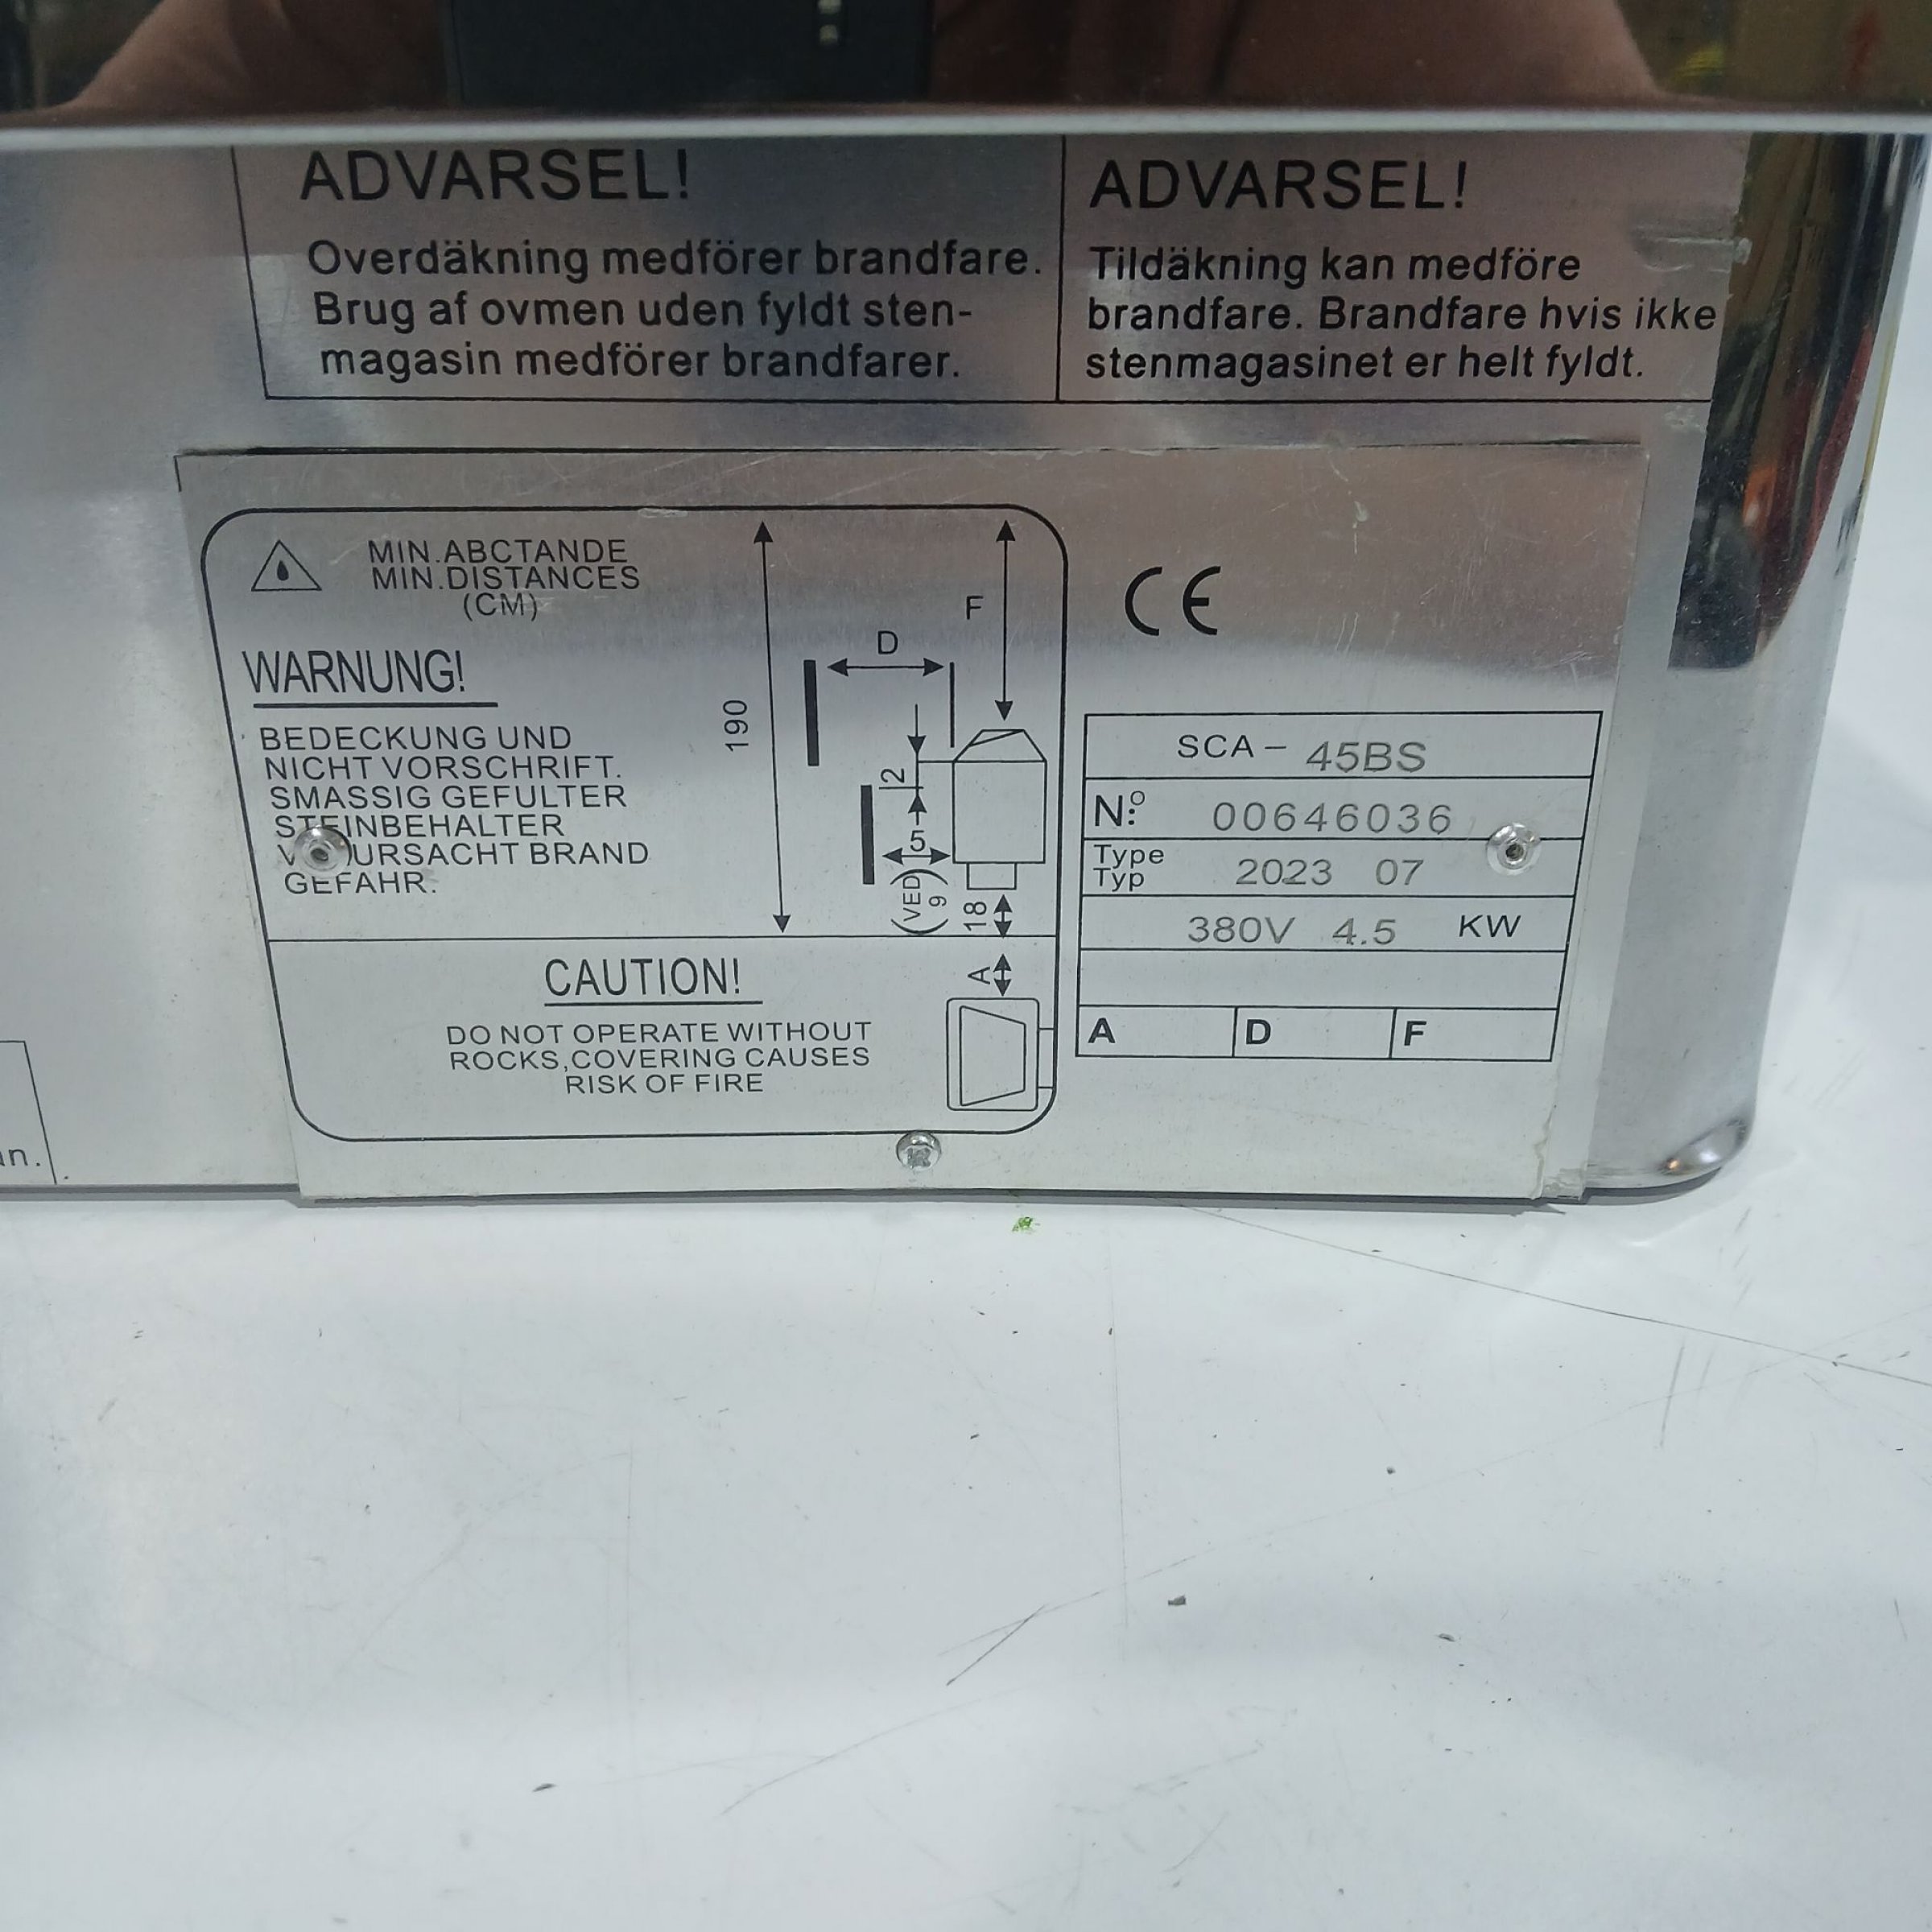 ADVARSEL!
Overdäkning medförer brandfare.
Brug af ovmen uden fyldt sten-
magasin medförer brandfarer.
ADVARSEL!
Tildäkning kan medföre
brandfare. Brandfare hvis ikke
stenmagasinet er helt fyldt.
MIN.ABCTANDE
MIN.DISTANCES
(CM)
WARNUNG!
BEDECKUNG UND
NICHT VORSCHRIFT.
SMASSIG GEFULTER
STEINBEHALTER
URSACHT BRAND
GEFAHR.
190
F
D
2
5
(VED 9)
18
A
CAUTION!
DO NOT OPERATE WITHOUT
ROCKS,COVERING CAUSES
RISK OF FIRE
CE
SCA- 45BS
Nº: 00646036
Type
Typ 2023 07
380V 4.5 KW
A D F